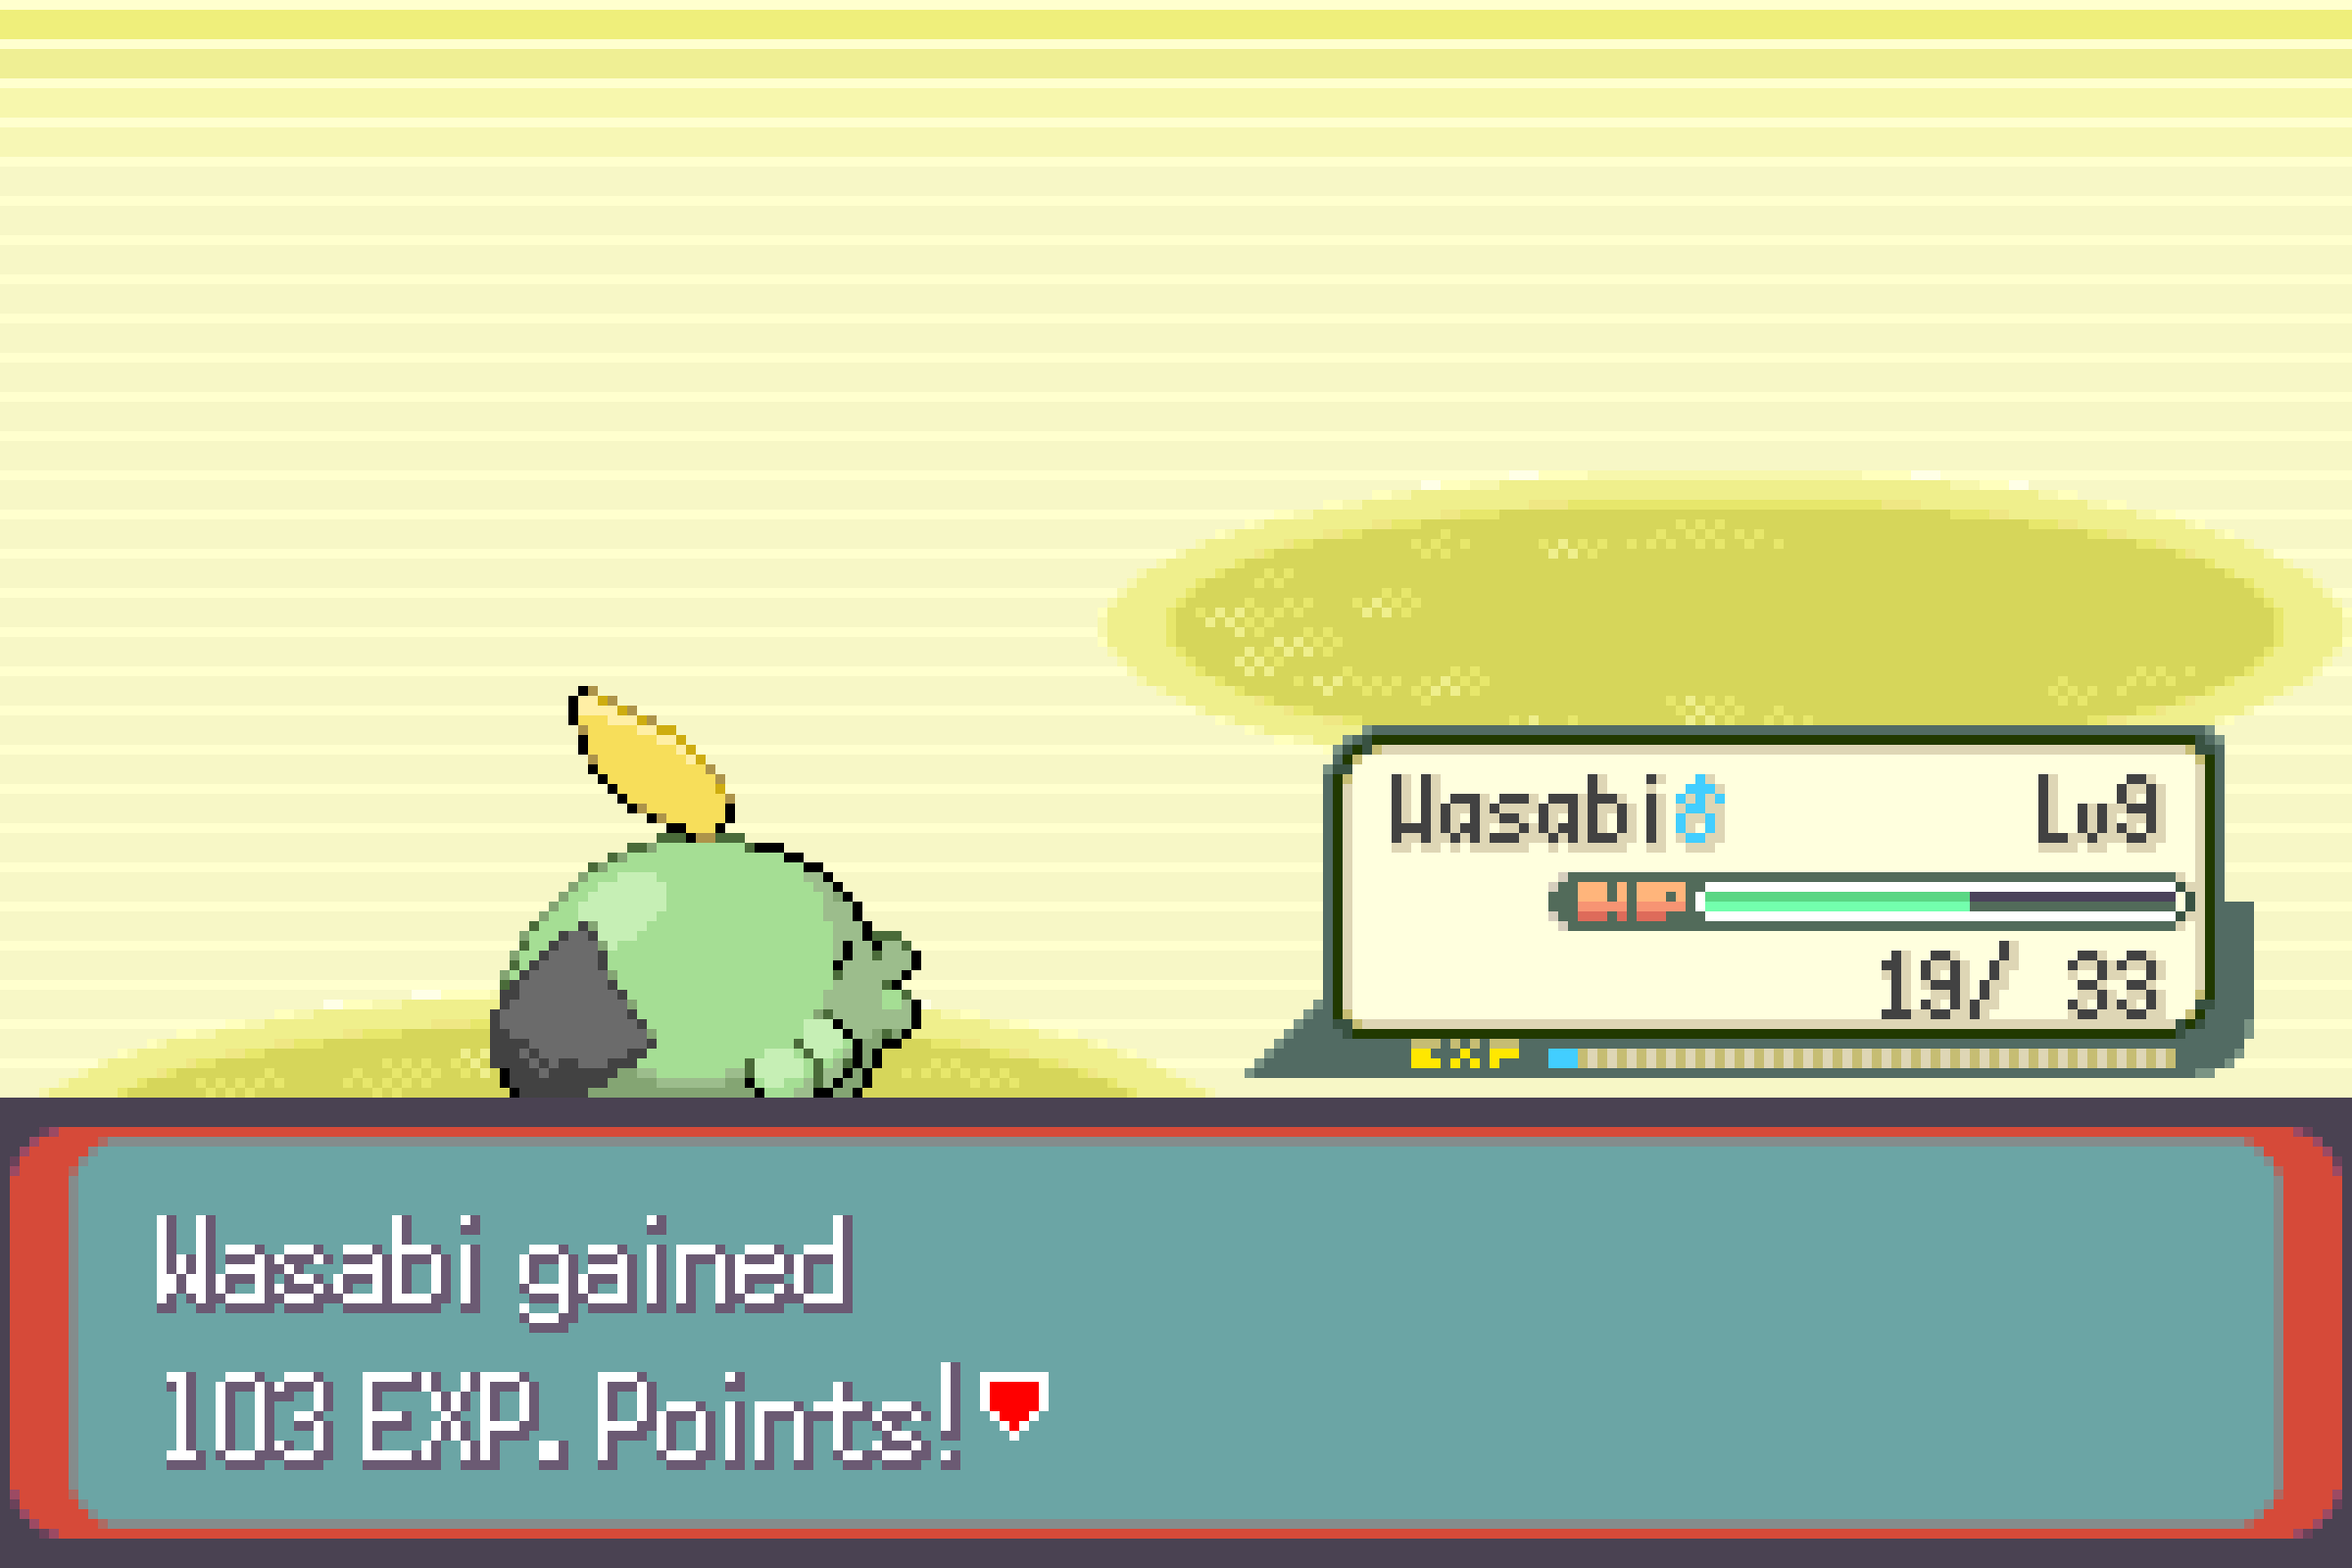 Wasabi♂ Lv9
HP
19/ 33
EXP
Wasabi gained
103 EXP. Points!